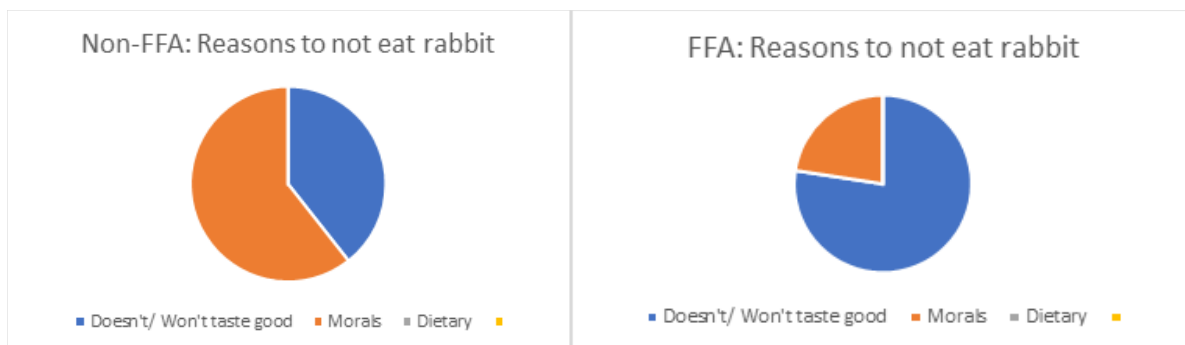 Non-FFA: Reasons to not eat rabbit
Doesn't/ Won't taste good Morals Dietary
FFA: Reasons to not eat rabbit
Doesn't/ Won't taste good Morals Dietary